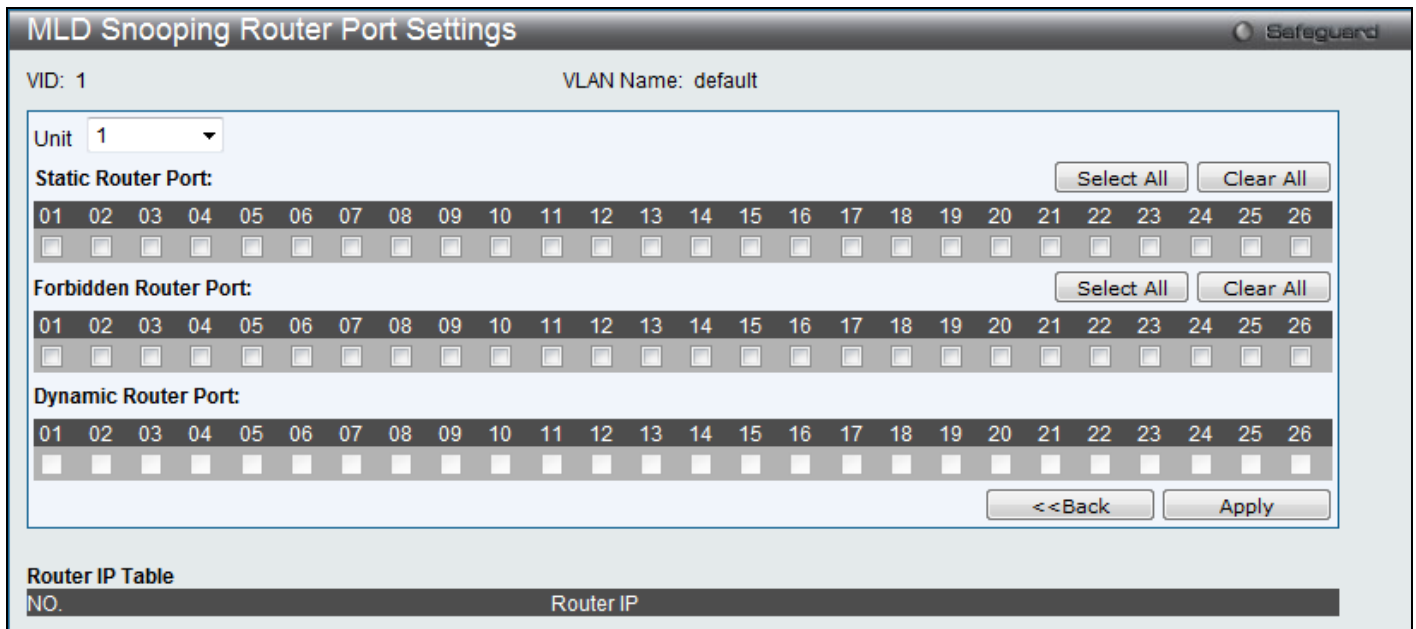 MLD Snooping Router Port Settings Safeguard
VID: 1 VLAN Name: default
Unit 1
Static Router Port: Select All Clear All
01 02 03 04 05 06 07 08 09 10 11 12 13 14 15 16 17 18 19 20 21 22 23 24 25 26
Forbidden Router Port: Select All Clear All
01 02 03 04 05 06 07 08 09 10 11 12 13 14 15 16 17 18 19 20 21 22 23 24 25 26
Dynamic Router Port:
01 02 03 04 05 06 07 08 09 10 11 12 13 14 15 16 17 18 19 20 21 22 23 24 25 26
<<Back Apply
Router IP Table
NO. Router IP